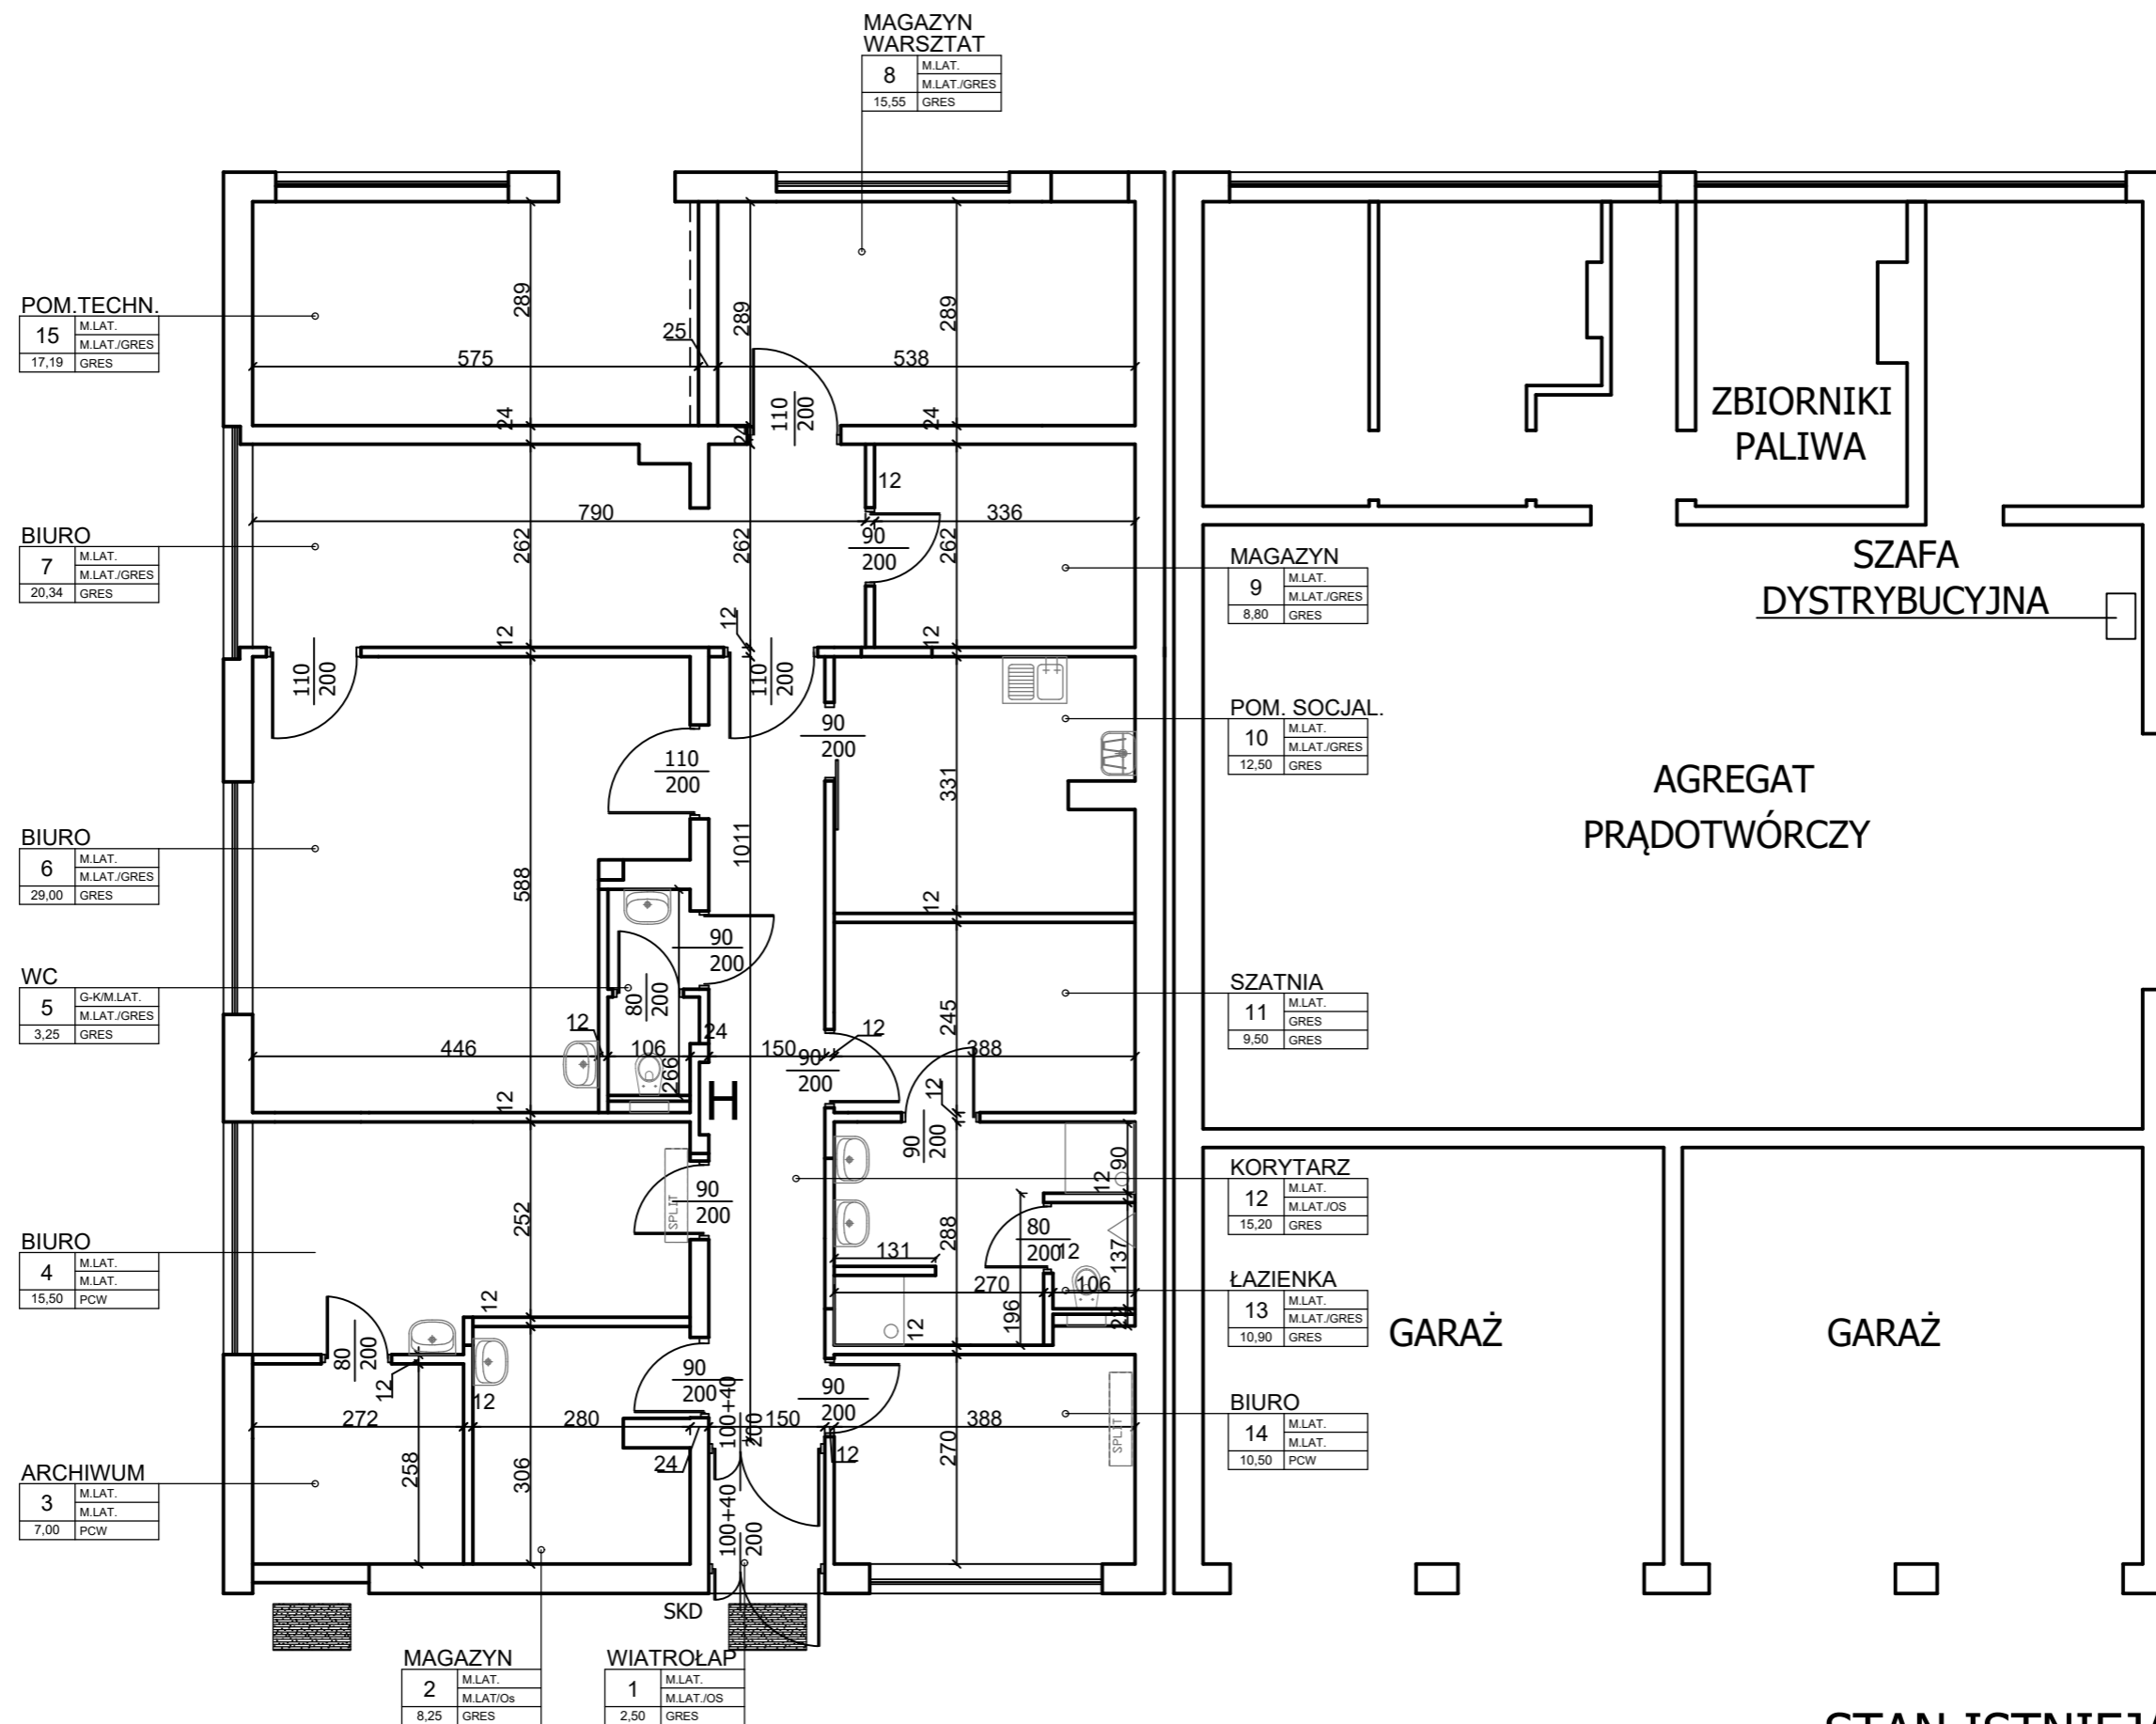 MAGAZYN
WARSZTAT
8 M.LAT.
M.LAT./GRES
15,55 GRES
POM.TECHN.
15 M.LAT.
M.LAT./GRES
17,19 GRES
289
289
289
25
575
538
24
24
24
110
200
ZBIORNIKI
PALIWA
12
790
336
BIURO
7 M.LAT.
M.LAT./GRES
20,34 GRES
262
262
262
90
200
MAGAZYN
9 M.LAT.
M.LAT./GRES
8,80 GRES
SZAFA
DYSTRYBUCYJNA
12
12
12
110
200
110
200
90
200
POM. SOCJAL.
10 M.LAT.
M.LAT./GRES
12,50 GRES
110
200
331
AGREGAT
PRĄDOTWÓRCZY
BIURO
6 M.LAT.
M.LAT./GRES
29,00 GRES
1011
588
12
90
200
WC
5 G-K/M.LAT.
M.LAT./GRES
3,25 GRES
80
200
SZATNIA
11 M.LAT.
GRES
9,50 GRES
245
12
24
12
446
106
150
388
90
200
266
12
12
H
90
200
90
12
KORYTARZ
12 M.LAT.
M.LAT./OS
15,20 GRES
90
200
SPLIT
252
288
80
200
12
137
BIURO
4 M.LAT.
M.LAT.
15,50 PCW
131
270
106
ŁAZIENKA
13 M.LAT.
M.LAT./GRES
10,90 GRES
12
196
12
GARAŻ
GARAŻ
80
200
12
90
200
90
200
12
272
280
150
388
100+40
200
BIURO
14 M.LAT.
M.LAT.
10,50 PCW
SPLIT
24
12
270
258
306
ARCHIWUM
3 M.LAT.
M.LAT.
7,00 PCW
100+40
200
SKD
MAGAZYN
2 M.LAT.
M.LAT/Os
8,25 GRES
WIATROŁAP
1 M.LAT.
M.LAT./OS
2,50 GRES